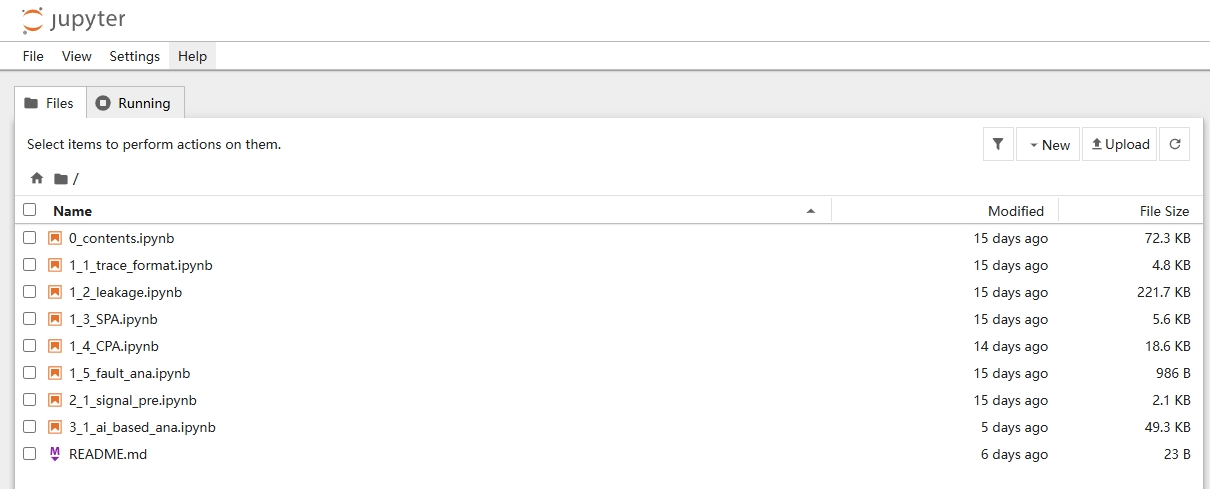 jupyter
File View Settings Help
Files Running
Select items to perform actions on them. New Upload
/
Name Modified File Size
0_contents.ipynb 15 days ago 72.3 KB
1_1_trace_format.ipynb 15 days ago 4.8 KB
1_2_leakage.ipynb 15 days ago 221.7 KB
1_3_SPA.ipynb 15 days ago 5.6 KB
1_4_CPA.ipynb 14 days ago 18.6 KB
1_5_fault_ana.ipynb 15 days ago 986 B
2_1_signal_pre.ipynb 15 days ago 2.1 KB
3_1_ai_based_ana.ipynb 5 days ago 49.3 KB
M README.md 6 days ago 23 B